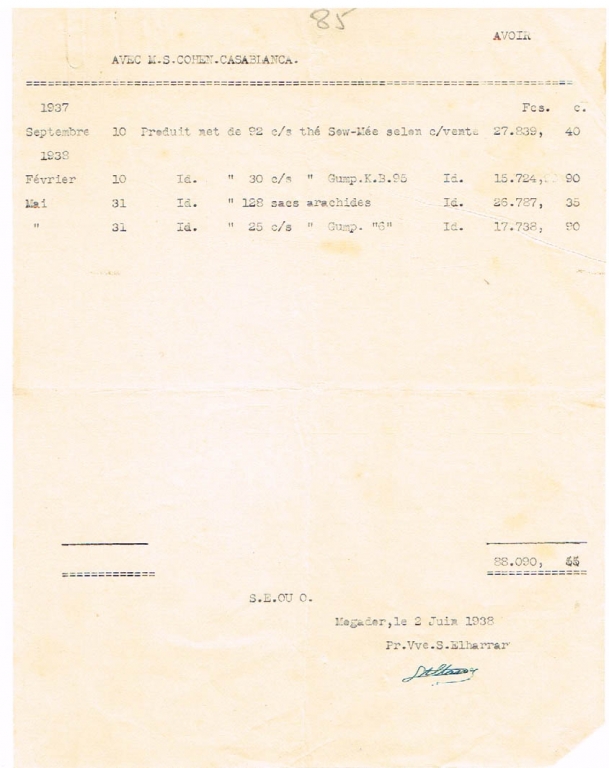 85
AVOIR
AVEC M.S.COHEN.CASABLANCA.
1937 Fcs. c.
Septembre 10 Produit net de 92 c/s thé Sow-Mée selon c/vente 27.839, 40
1938
Février 10 Id. " 30 c/s " Gump.K.B.95 Id. 15.724, 90
Mai 31 Id. " 128 sacs arachides Id. 26.787, 35
" 31 Id. " 25 c/s " Gump. "G" Id. 17.738, 90
88.090,
S.E.OU O.
Mogador,le 2 Juin 1938
Pr.Vve.S.Elharrar